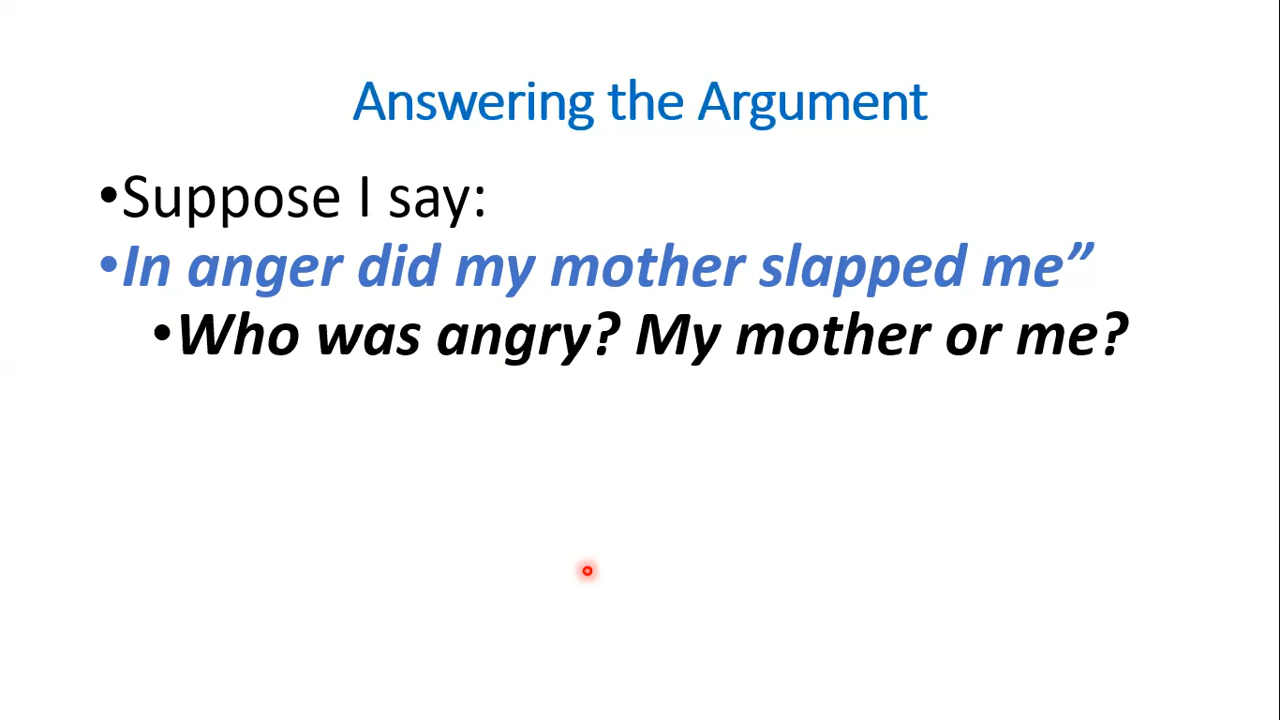 Answering the Argument
•Suppose I say:
•In anger did my mother slapped me”
•Who was angry? My mother or me?